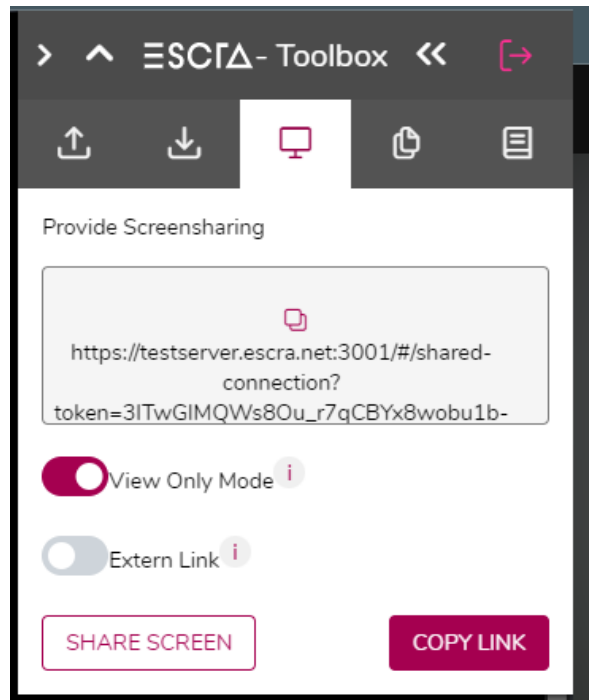 ESCRA - Toolbox
Provide Screensharing
https://testserver.escra.net:3001/#/shared-
connection?
token=3ITwGIMQWs8Ou_r7qCBYx8wobu1b-
View Only Mode i
Extern Link i
SHARE SCREEN
COPY LINK